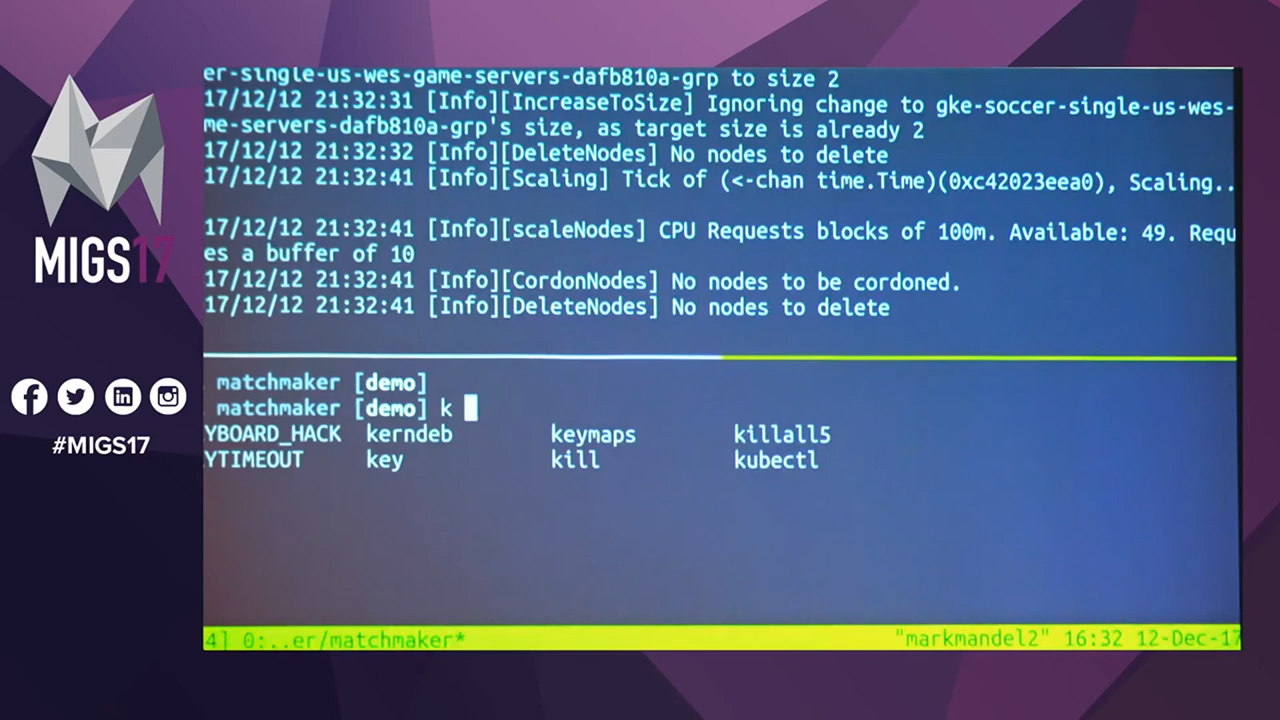 MIGS17
#MIGS17
er-single-us-wes-game-servers-dafb810a-grp to size 2
17/12/12 21:32:31 [Info][IncreaseToSize] Ignoring change to gke-soccer-single-us-wes-
me-servers-dafb810a-grp's size, as target size is already 2
17/12/12 21:32:32 [Info][DeleteNodes] No nodes to delete
17/12/12 21:32:41 [Info][Scaling] Tick of (<-chan time.Time)(0xc42023eea0), Scaling..
17/12/12 21:32:41 [Info][scaleNodes] CPU Requests blocks of 100m. Available: 49. Requ
es a buffer of 10
17/12/12 21:32:41 [Info][CordonNodes] No nodes to be cordoned.
17/12/12 21:32:41 [Info][DeleteNodes] No nodes to delete
matchmaker [demo]
matchmaker [demo] k
YBOARD_HACK kerndeb keymaps killall5
YTIMEOUT key kill kubectl
4] 0:..er/matchmaker* "markmandel2" 16:32 12-Dec-17